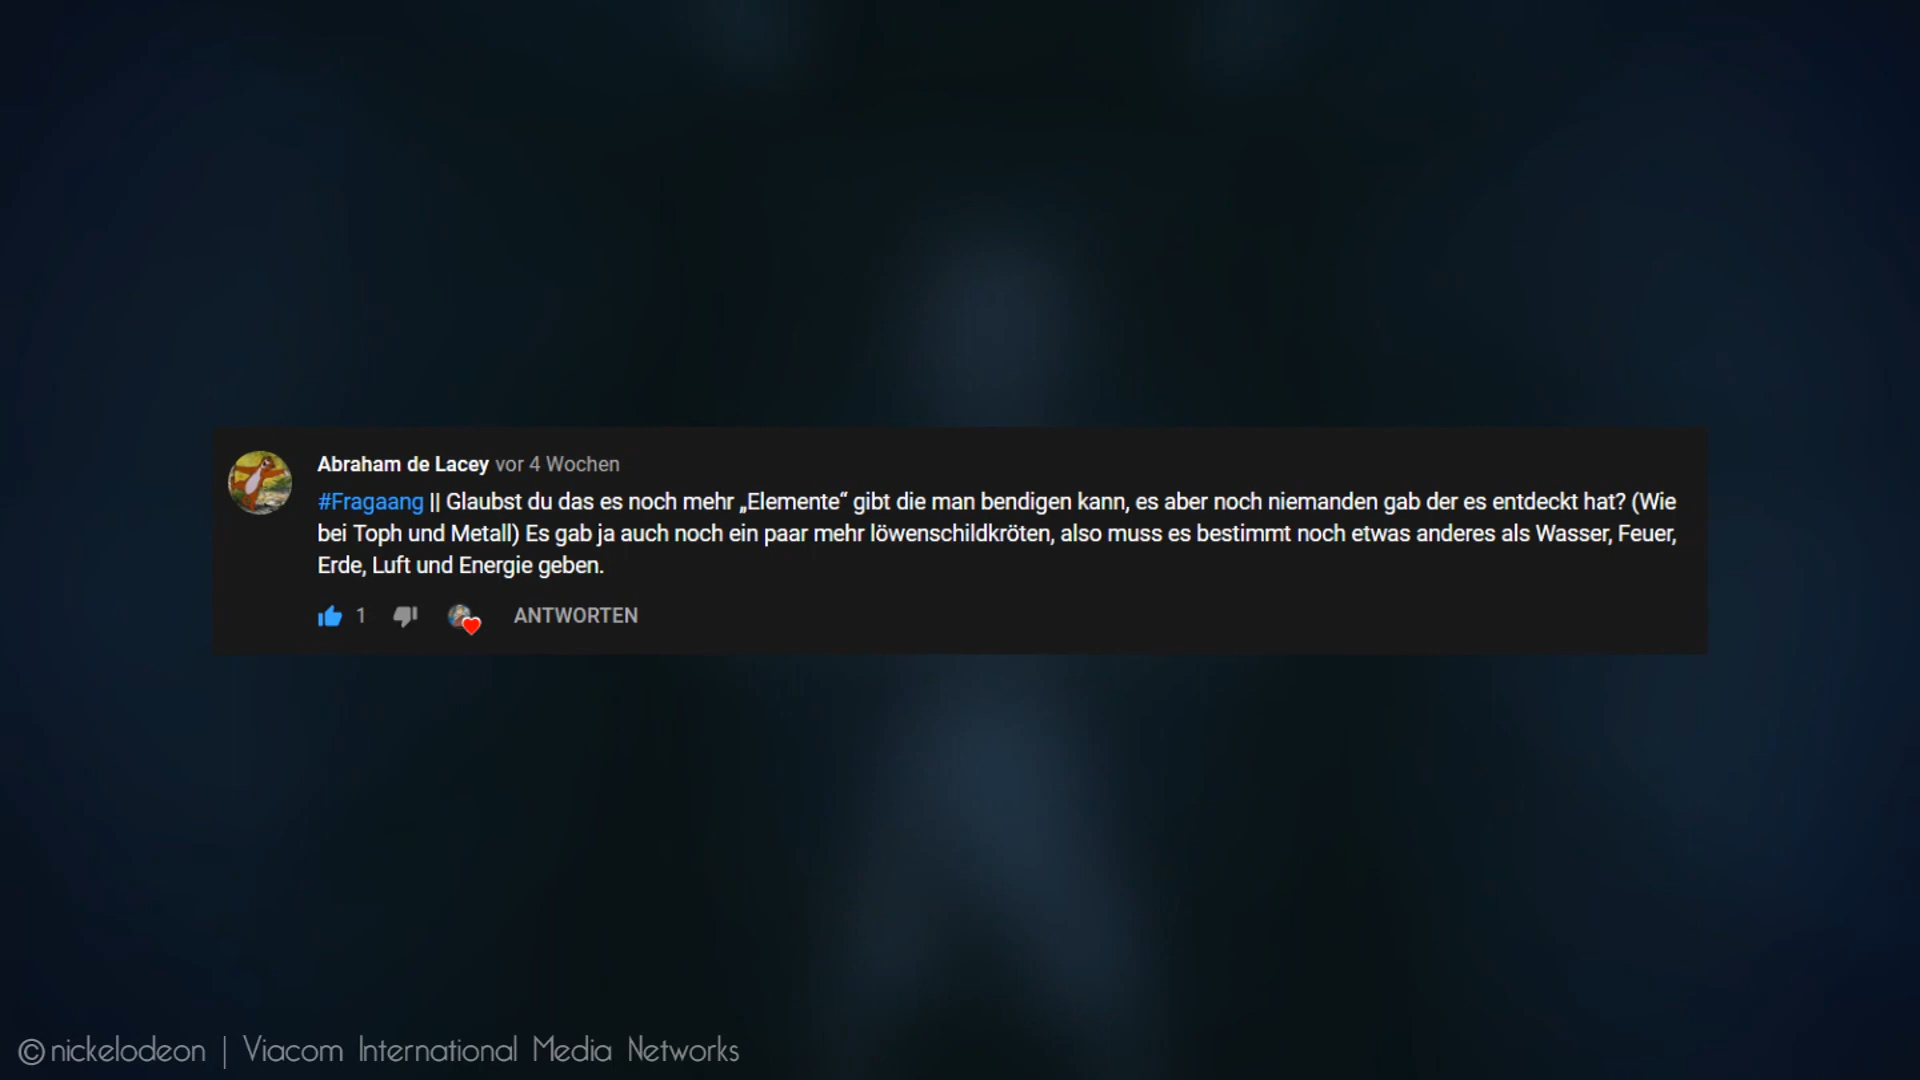 Abraham de Lacey vor 4 Wochen
#Fragaang || Glaubst du das es noch mehr „Elemente“ gibt die man bendigen kann, es aber noch niemanden gab der es entdeckt hat? (Wie
bei Toph und Metall) Es gab ja auch noch ein paar mehr löwenschildkröten, also muss es bestimmt noch etwas anderes als Wasser, Feuer,
Erde, Luft und Energie geben.
1 ANTWORTEN
©nickelodeon | Viacom International Media Networks